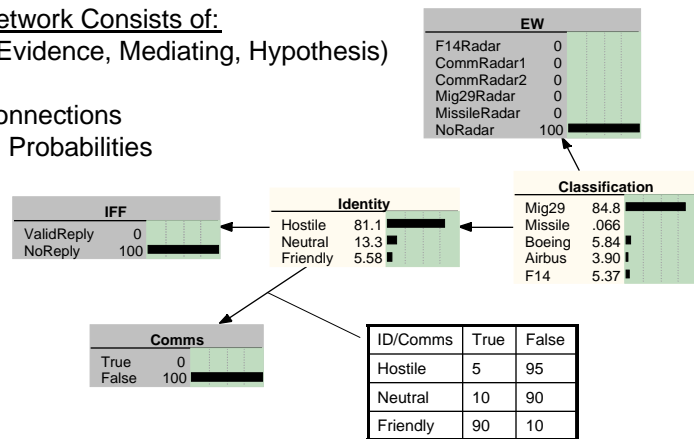 etwork Consists of:
Evidence, Mediating, Hypothesis)
onnections
Probabilities
EW
F14Radar 0
CommRadar1 0
CommRadar2 0
Mig29Radar 0
MissileRadar 0
NoRadar 100
Classification
Mig29 84.8
Missile .066
Boeing 5.84
Airbus 3.90
F14 5.37
Identity
Hostile 81.1
Neutral 13.3
Friendly 5.58
IFF
ValidReply 0
NoReply 100
Comms
True 0
False 100
ID/Comms True False
Hostile 5 95
Neutral 10 90
Friendly 90 10